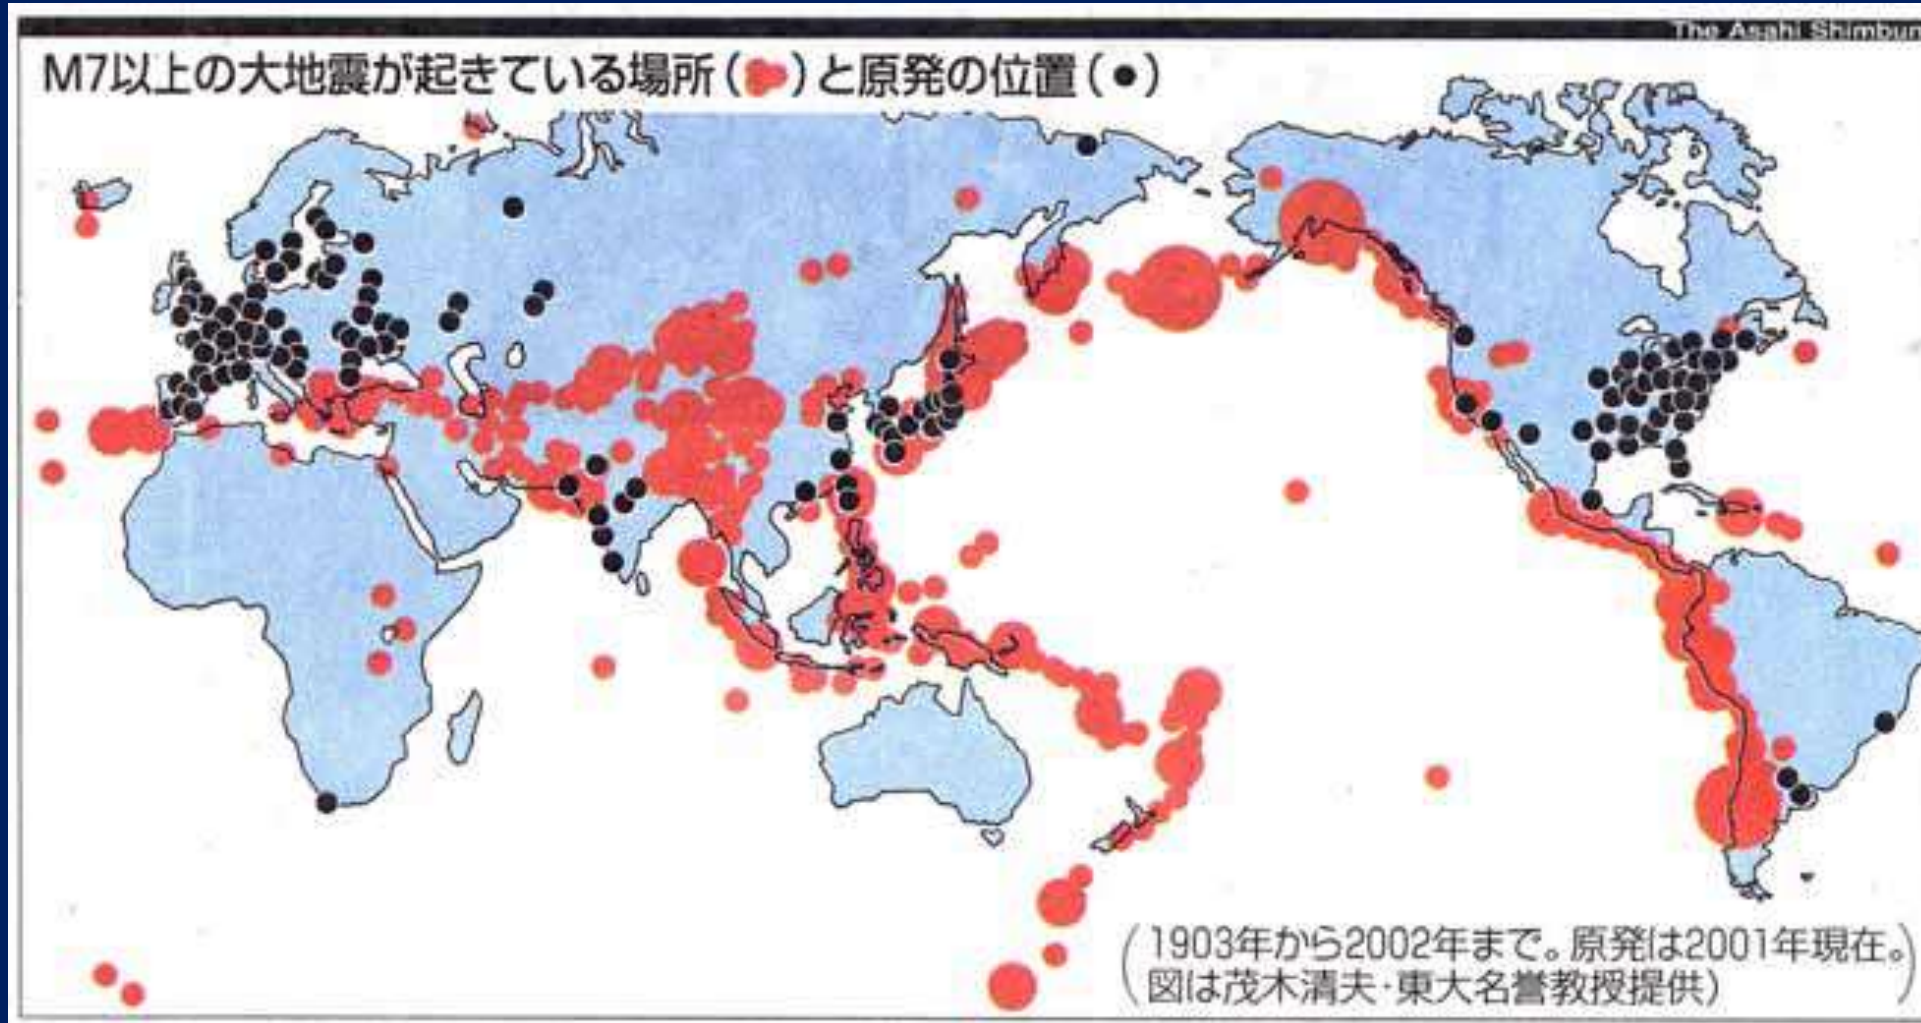 The Asahi Shimbun
M7以上の大地震が起きている場所(●)と原発の位置(●)
(1903年から2002年まで。原発は2001年現在。
図は茂木清夫・東大名誉教授提供)